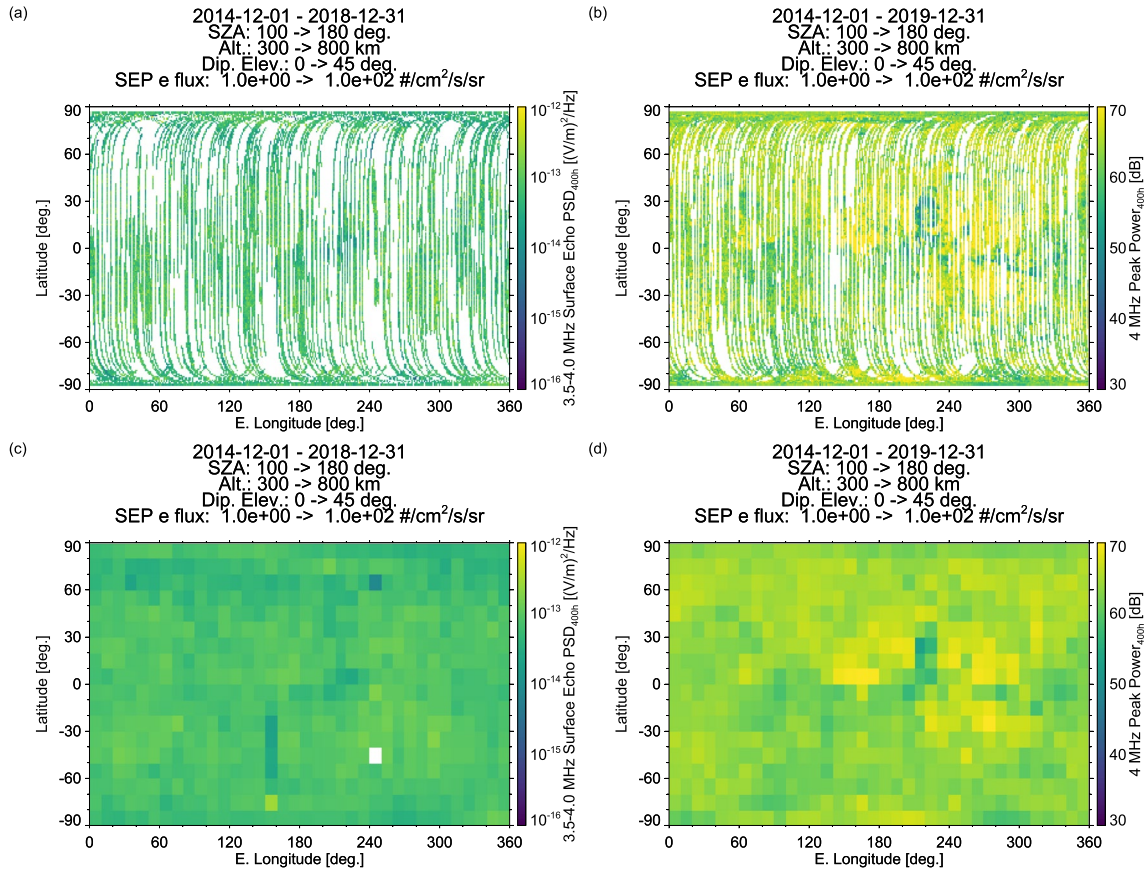 (a)
2014-12-01 - 2018-12-31
SZA: 100 -> 180 deg.
Alt.: 300 -> 800 km
Dip. Elev.: 0 -> 45 deg.
SEP e flux:  1.0e+00 ->  1.0e+02 #/cm²/s/sr
90
60
30
0
-30
-60
-90
Latitude [deg.]
0 60 120 180 240 300 360
E. Longitude [deg.]
10⁻¹²
10⁻¹³
10⁻¹⁴
10⁻¹⁵
10⁻¹⁶
3.5-4.0 MHz Surface Echo PSD₄₀₀ₕ [(V/m)²/Hz]
(b)
2014-12-01 - 2019-12-31
SZA: 100 -> 180 deg.
Alt.: 300 -> 800 km
Dip. Elev.: 0 -> 45 deg.
SEP e flux:  1.0e+00 ->  1.0e+02 #/cm²/s/sr
90
60
30
0
-30
-60
-90
Latitude [deg.]
0 60 120 180 240 300 360
E. Longitude [deg.]
70
60
50
40
30
4 MHz Peak Power₄₀₀ₕ [dB]
(c)
2014-12-01 - 2018-12-31
SZA: 100 -> 180 deg.
Alt.: 300 -> 800 km
Dip. Elev.: 0 -> 45 deg.
SEP e flux:  1.0e+00 ->  1.0e+02 #/cm²/s/sr
90
60
30
0
-30
-60
-90
Latitude [deg.]
0 60 120 180 240 300 360
E. Longitude [deg.]
10⁻¹²
10⁻¹³
10⁻¹⁴
10⁻¹⁵
10⁻¹⁶
3.5-4.0 MHz Surface Echo PSD₄₀₀ₕ [(V/m)²/Hz]
(d)
2014-12-01 - 2019-12-31
SZA: 100 -> 180 deg.
Alt.: 300 -> 800 km
Dip. Elev.: 0 -> 45 deg.
SEP e flux:  1.0e+00 ->  1.0e+02 #/cm²/s/sr
90
60
30
0
-30
-60
-90
Latitude [deg.]
0 60 120 180 240 300 360
E. Longitude [deg.]
70
60
50
40
30
4 MHz Peak Power₄₀₀ₕ [dB]